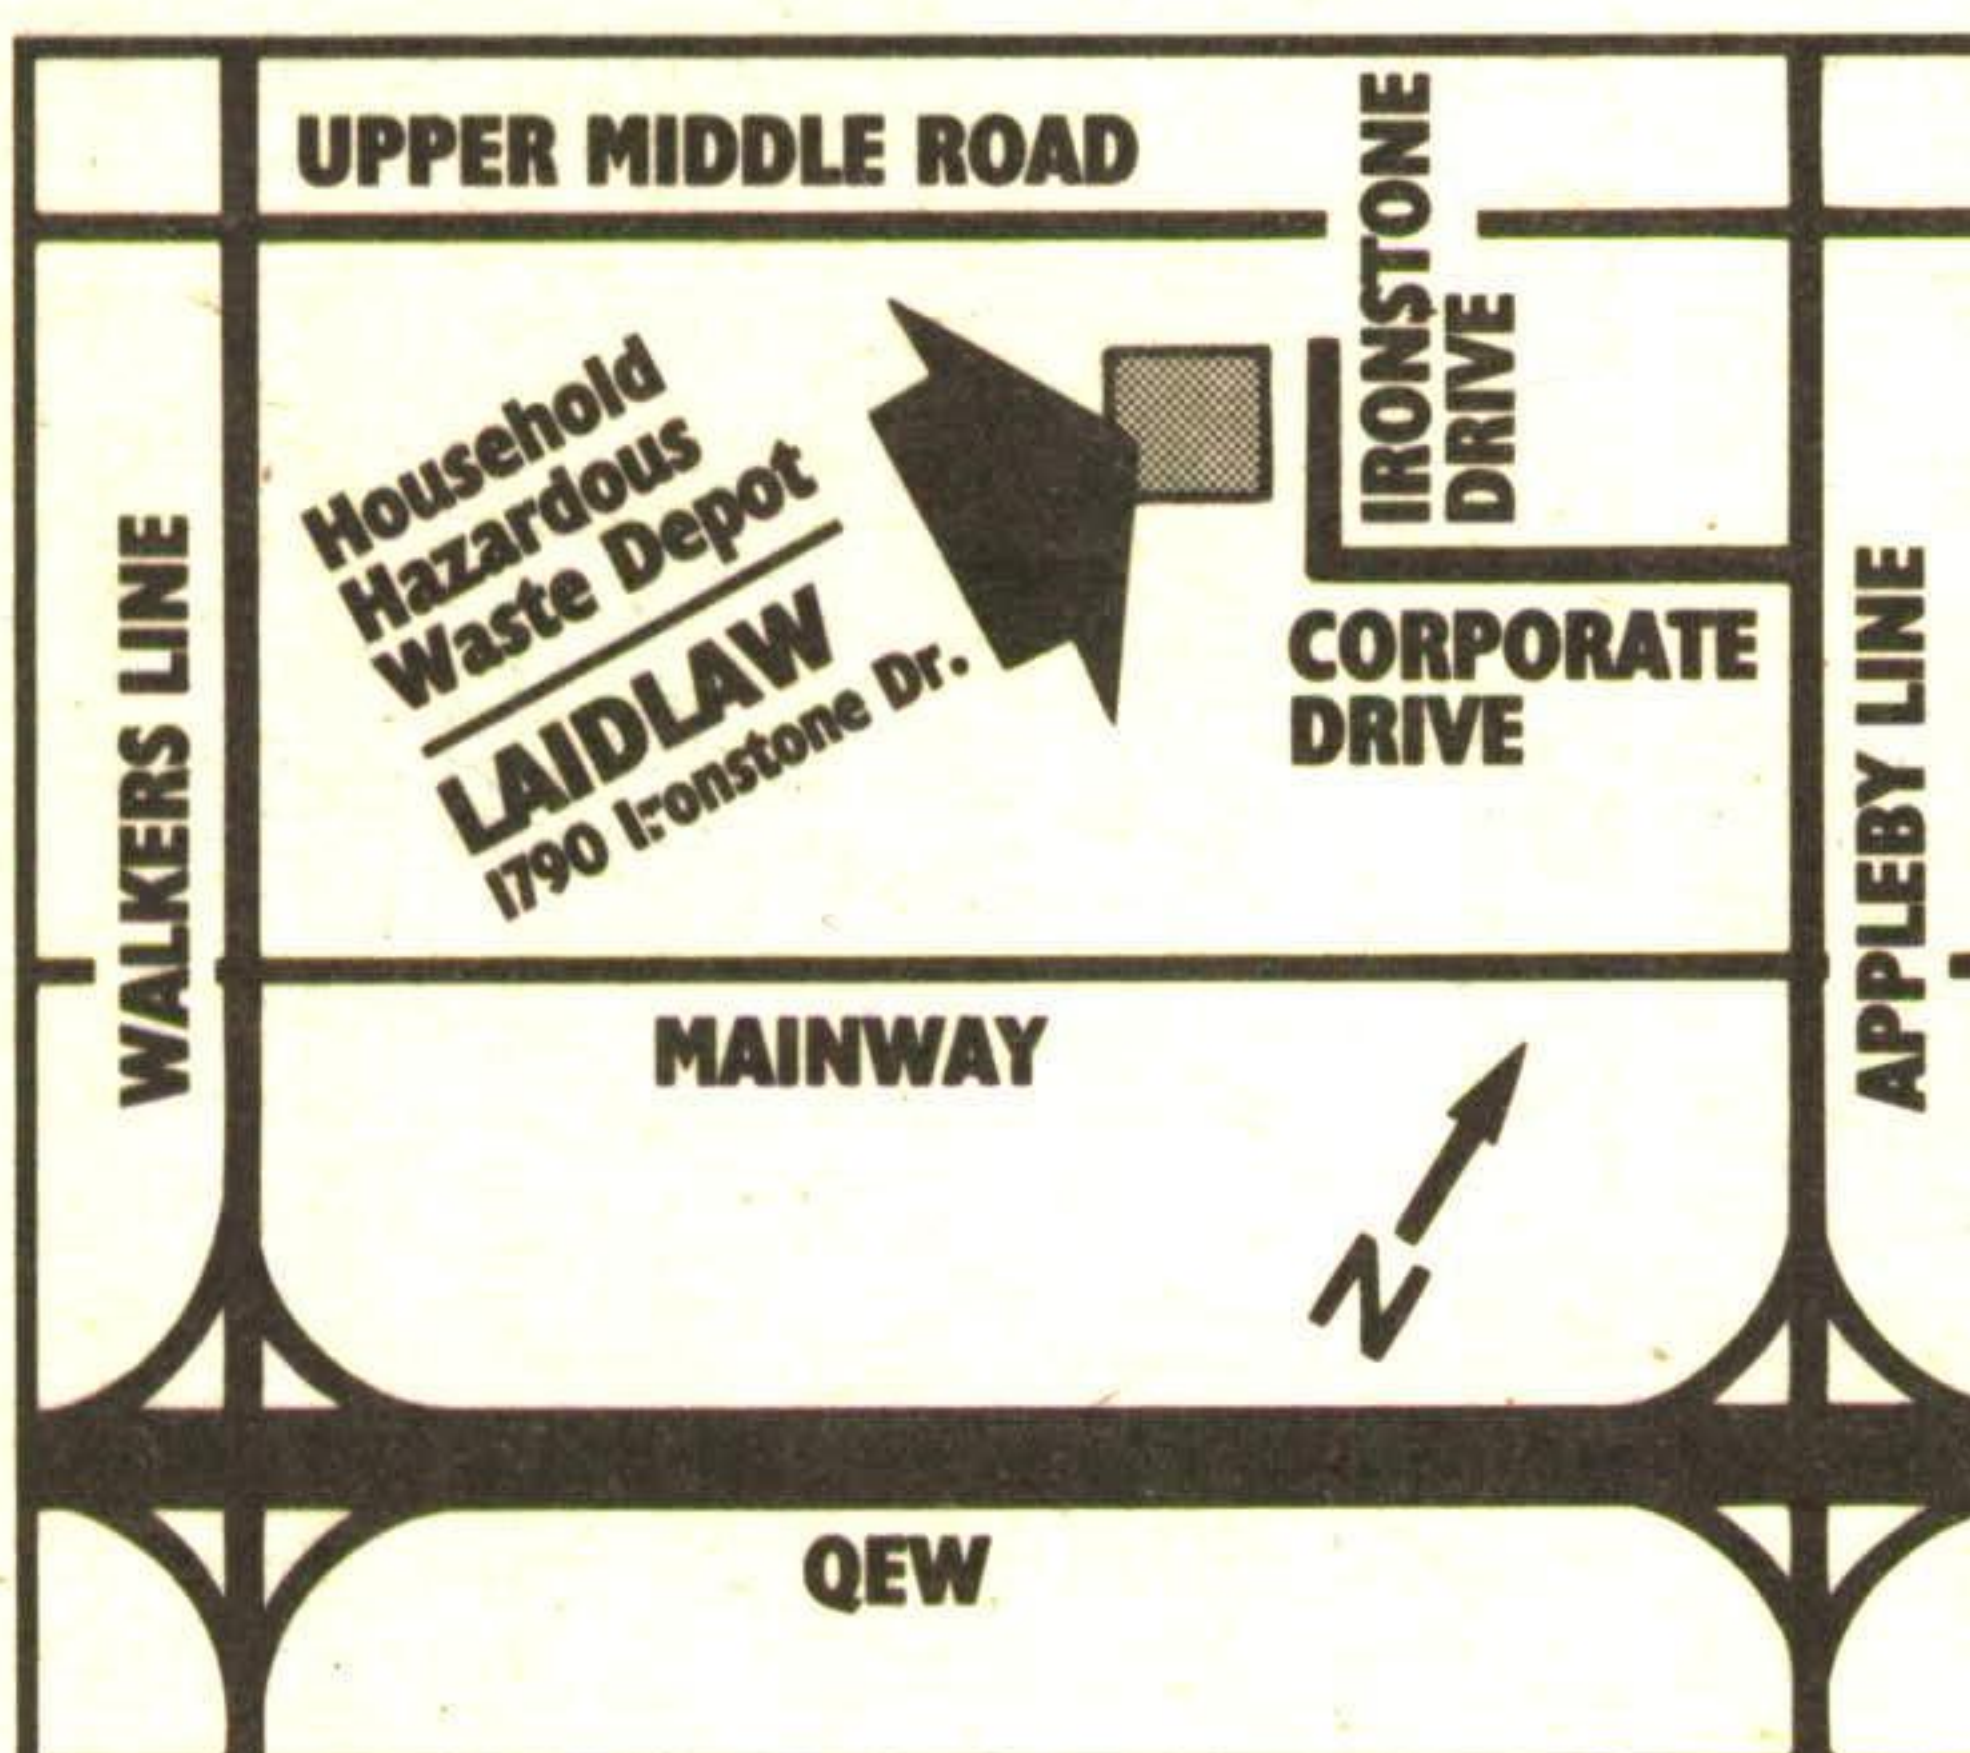 UPPER MIDDLE ROAD
IRONSTONE
DRIVE
Household
Hazardous
Waste Depot
LAIDLAW
1790 Ironstone Dr.
WALKERS LINE
CORPORATE
DRIVE
APPLEBY LINE
MAINWAY
N
QEW